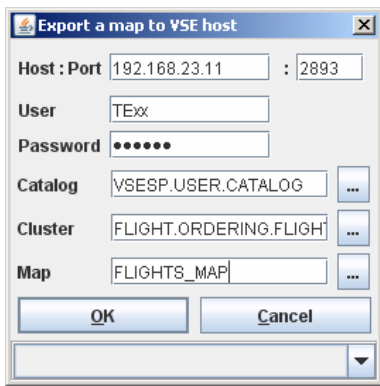 Export a map to VSE host
Host : Port 192.168.23.11 : 2893
User TExx
Password ••••••
Catalog VSESP.USER.CATALOG ...
Cluster FLIGHT.ORDERING.FLIGHT ...
Map FLIGHTS_MAP ...
OK Cancel